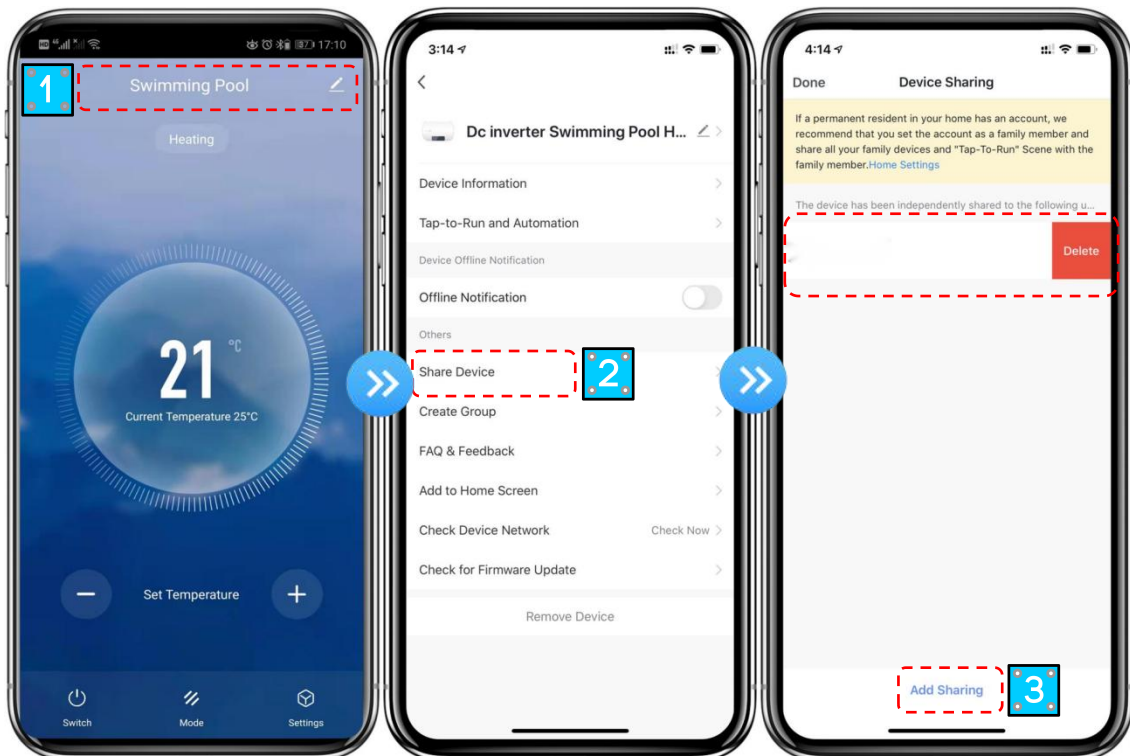 17:10
1
Swimming Pool
Heating
21 °C
Current Temperature 25°C
Set Temperature
Switch
Mode
Settings
3:14
Dc inverter Swimming Pool H...
Device Information
Tap-to-Run and Automation
Device Offline Notification
Offline Notification
Others
Share Device
2
Create Group
FAQ & Feedback
Add to Home Screen
Check Device Network Check Now
Check for Firmware Update
Remove Device
4:14
Done Device Sharing
If a permanent resident in your home has an account, we
recommend that you set the account as a family member and
share all your family devices and "Tap-To-Run" Scene with the
family member.Home Settings
The device has been independently shared to the following u...
Delete
Add Sharing
3